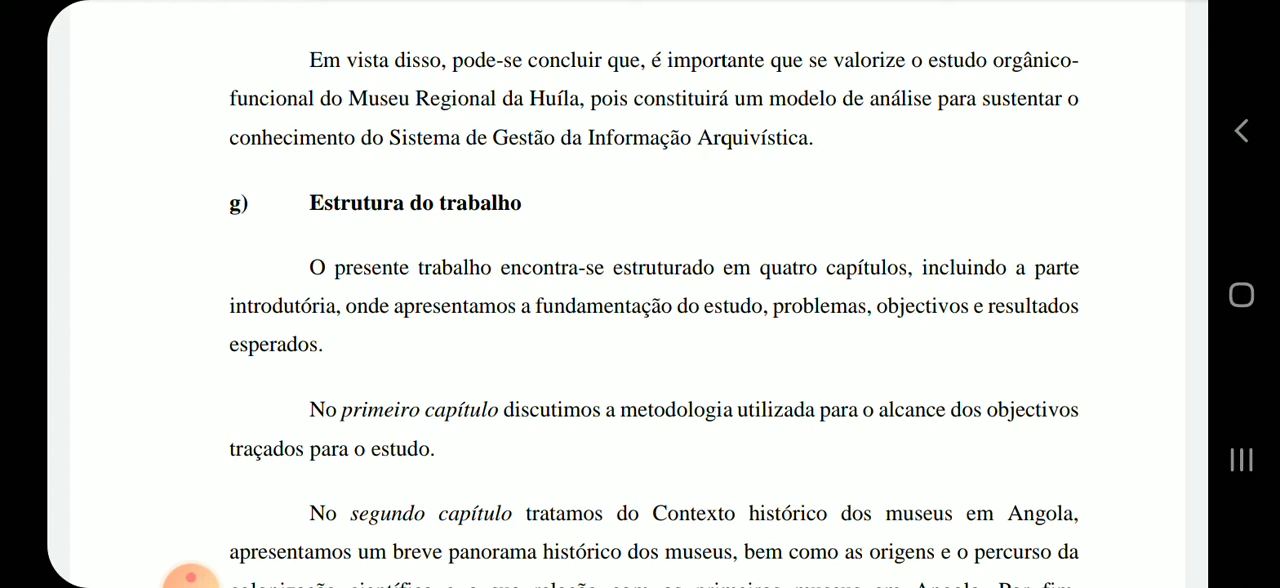 Em vista disso, pode-se concluir que, é importante que se valorize o estudo orgânico-
funcional do Museu Regional da Huíla, pois constituirá um modelo de análise para sustentar o
conhecimento do Sistema de Gestão da Informação Arquivística.
g) Estrutura do trabalho
O presente trabalho encontra-se estruturado em quatro capítulos, incluindo a parte
introdutória, onde apresentamos a fundamentação do estudo, problemas, objectivos e resultados
esperados.
No primeiro capítulo discutimos a metodologia utilizada para o alcance dos objectivos
traçados para o estudo.
No segundo capítulo tratamos do Contexto histórico dos museus em Angola,
apresentamos um breve panorama histórico dos museus, bem como as origens e o percurso da